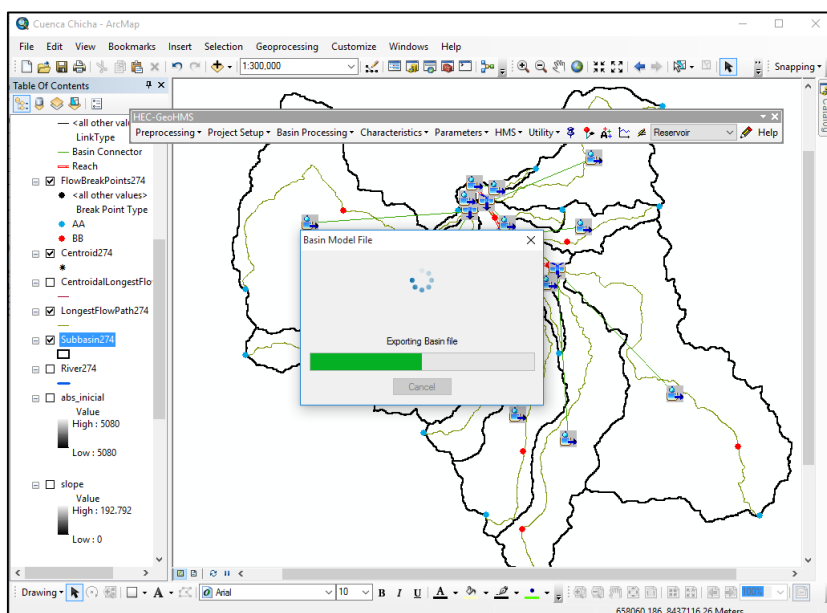 Cuenca Chicha - ArcMap
File Edit View Bookmarks Insert Selection Geoprocessing Customize Windows Help
1:300,000
Snapping
Table Of Contents
HEC-GeoHMS
Preprocessing Project Setup Basin Processing Characteristics Parameters HMS Utility Reservoir Help
Catalog
<all other valu
LinkType
Basin Connector
Reach
FlowBreakPoints274
<all other values>
Break Point Type
AA
BB
Centroid274
CentroidalLongestFlo
LongestFlowPath274
Subbasin274
River274
abs_inicial
Value
High : 5080
Low : 5080
slope
Value
High : 192.792
Low : 0
Basin Model File
Exporting Basin file
Cancel
Drawing A Arial 10 B I U A 100%
658060.186 8437116.26 Meters